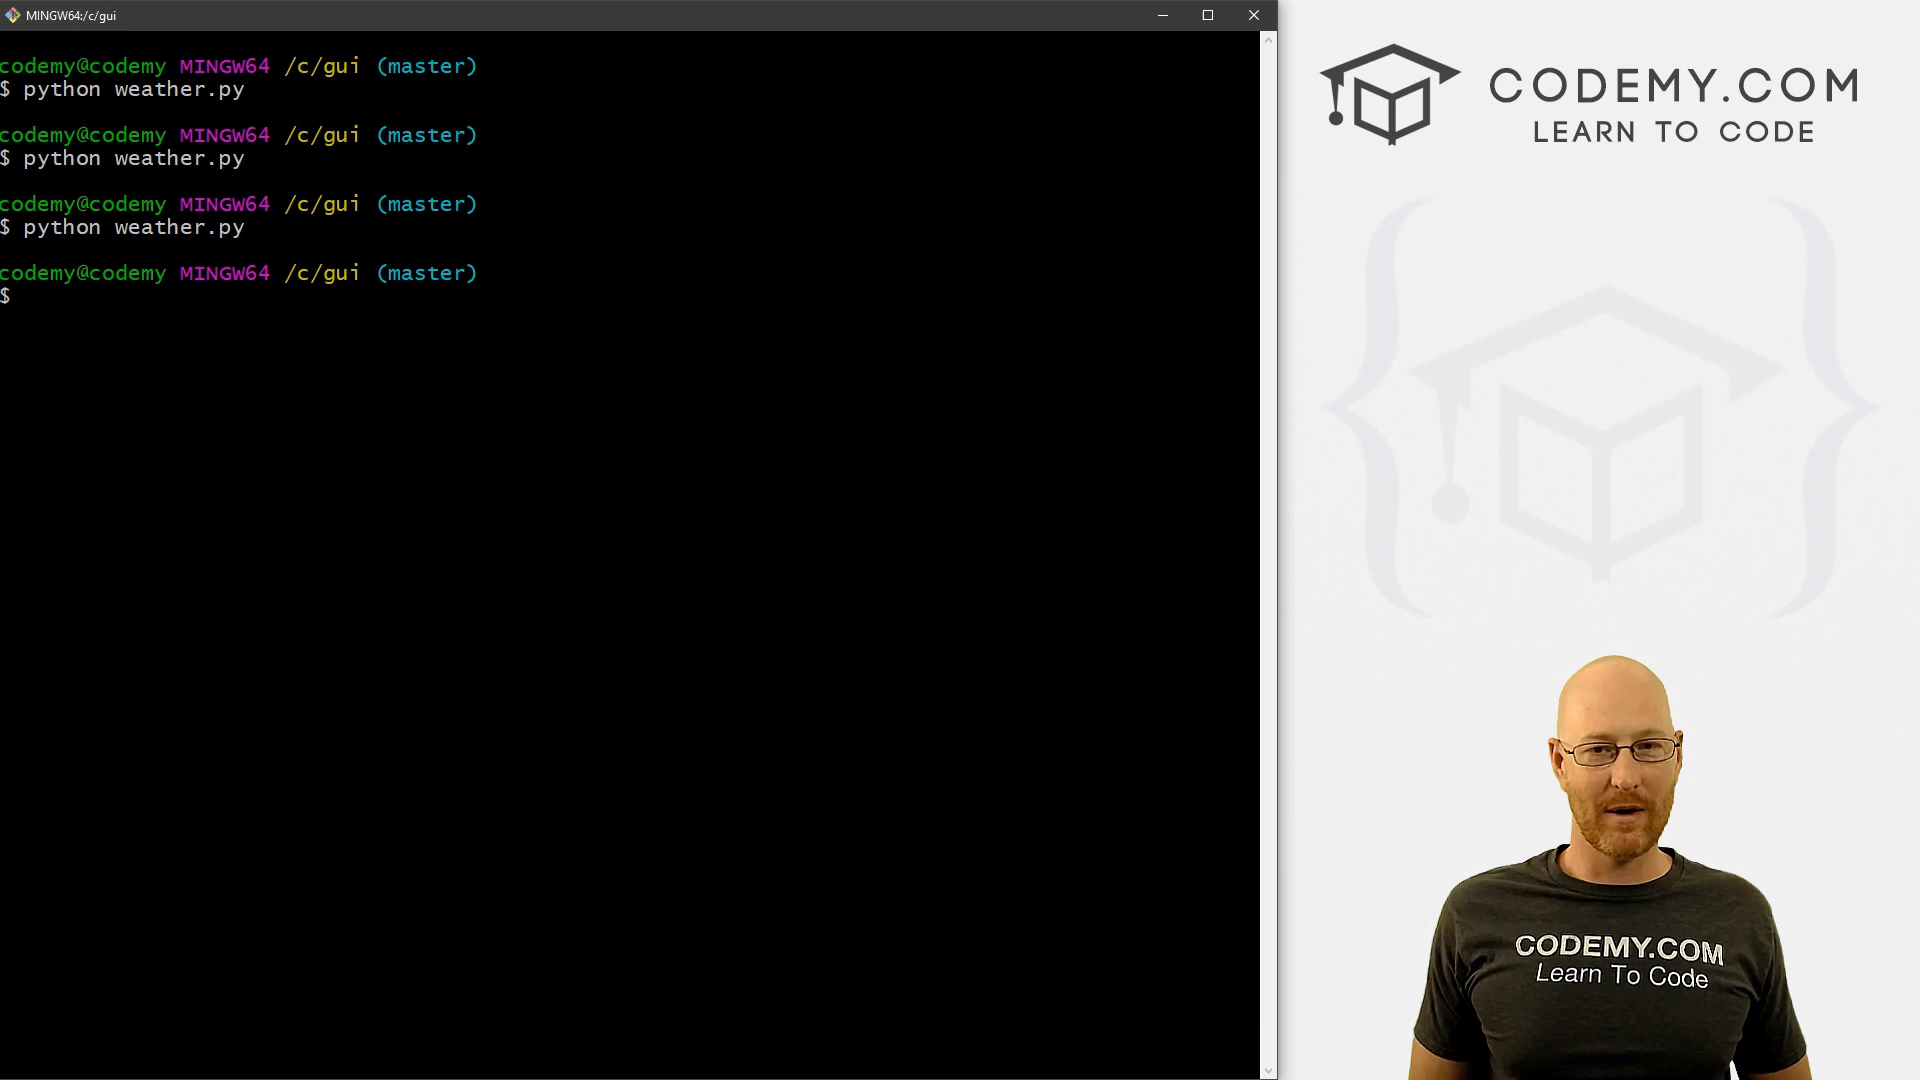 MINGW64:/c/gui
codemy@codemy MINGW64 /c/gui (master)
$ python weather.py
codemy@codemy MINGW64 /c/gui (master)
$ python weather.py
codemy@codemy MINGW64 /c/gui (master)
$ python weather.py
codemy@codemy MINGW64 /c/gui (master)
$
CODEMY.COM
LEARN TO CODE
CODEMY.COM
Learn To Code